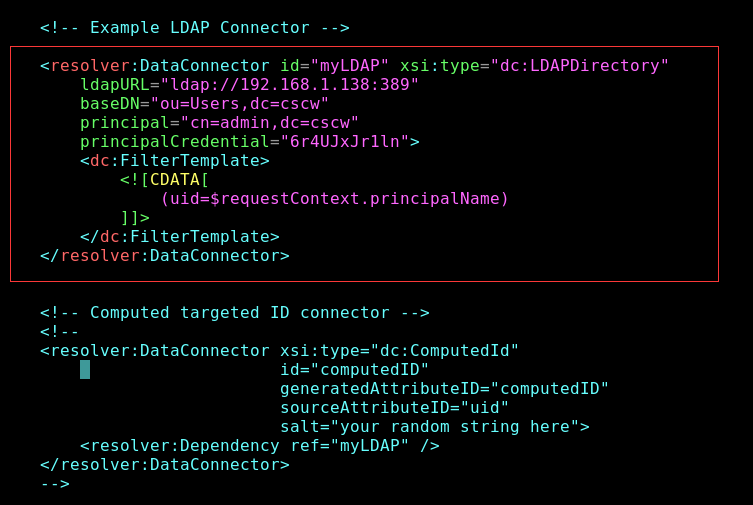 <!-- Example LDAP Connector -->
<resolver:DataConnector id="myLDAP" xsi:type="dc:LDAPDirectory"
ldapURL="ldap://192.168.1.138:389"
baseDN="ou=Users,dc=cscw"
principal="cn=admin,dc=cscw"
principalCredential="6r4UJxJr1ln">
<dc:FilterTemplate>
<![CDATA[
(uid=$requestContext.principalName)
]]>
</dc:FilterTemplate>
</resolver:DataConnector>
<!-- Computed targeted ID connector -->
<!--
<resolver:DataConnector xsi:type="dc:ComputedId"
id="computedID"
generatedAttributeID="computedID"
sourceAttributeID="uid"
salt="your random string here">
<resolver:Dependency ref="myLDAP" />
</resolver:DataConnector>
-->